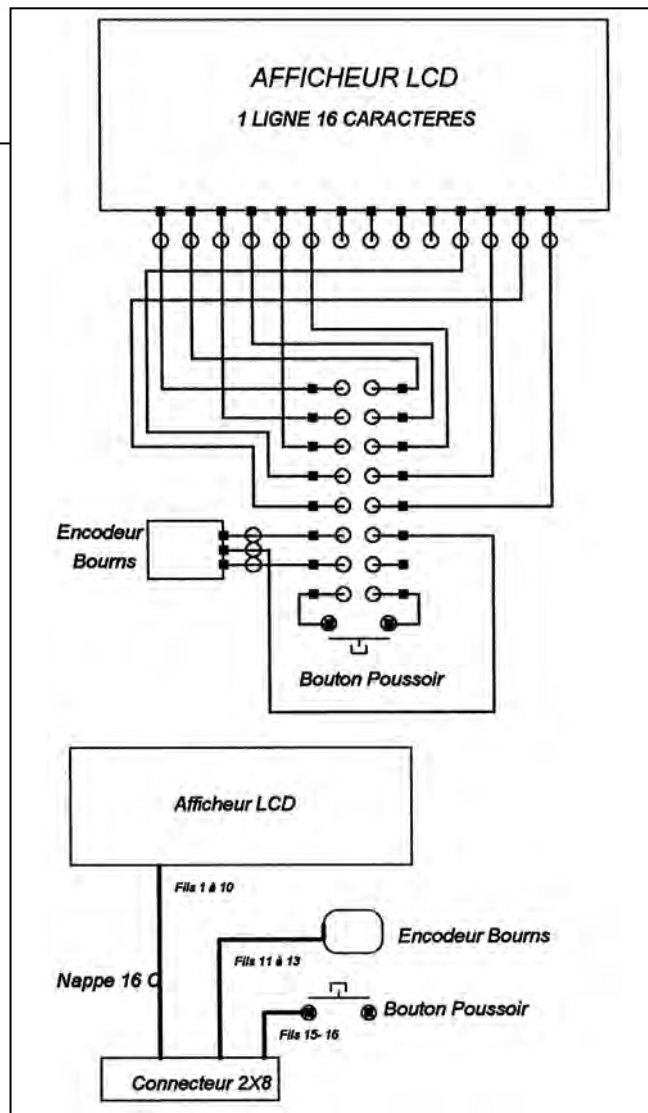 AFFICHEUR LCD
1 LIGNE 16 CARACTERES
Encodeur
Bourns
Bouton Poussoir
Afficheur LCD
Fils 1 à 10
Encodeur Bourns
Fils 11 à 13
Nappe 16 C
Bouton Poussoir
Fils 15- 16
Connecteur 2X8